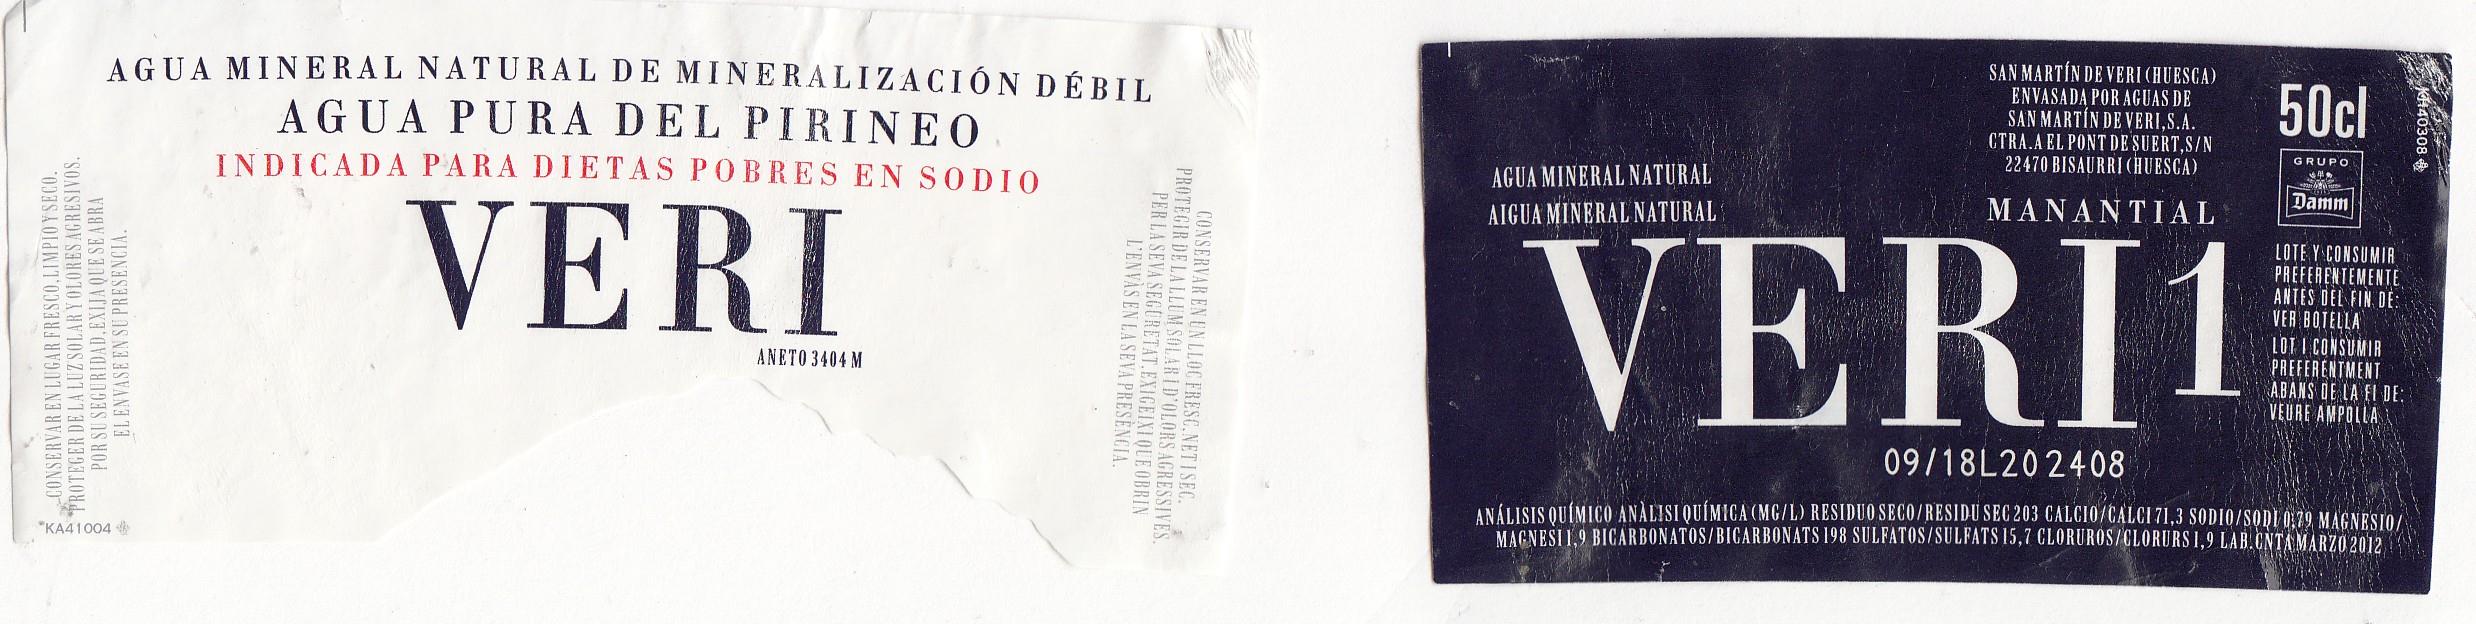 AGUA MINERAL NATURAL DE MINERALIZACIÓN DÉBIL
AGUA PURA DEL PIRINEO
INDICADA PARA DIETAS POBRES EN SODIO
VERI
ANETO 3404 M
CONSERVAR EN LUGAR FRESCO, LIMPIO Y SECO.
PROTEGER DE LA LUZ SOLAR Y OLORES AGRESIVOS.
POR SU SEGURIDAD, EXIJA QUE SE ABRA
EL ENVASE EN SU PRESENCIA.
KA41004
CONSERVAR EN UN LLOC FRESC, NET I SEC.
PROTEGIR DE LA LLUM SOLAR I D'OLORS AGRESSIVES.
PER LA SEVA SEGURETAT, EXIGEIXI QUE OBRIN
L'ENVÀS EN LA SEVA PRESÈNCIA.
AGUA MINERAL NATURAL
AIGUA MINERAL NATURAL
SAN MARTÍN DE VERI (HUESCA)
ENVASADA POR AGUAS DE
SAN MARTÍN DE VERI, S.A.
CTRA. A EL PONT DE SUERT, S/N
22470 BISAURRI (HUESCA)
MANANTIAL
VERI 1
50cl
GRUPO
Damm
LOTE Y CONSUMIR
PREFERENTEMENTE
ANTES DEL FIN DE:
VER BOTELLA
LOT I CONSUMIR
PREFERENTMENT
ABANS DE LA FI DE:
VEURE AMPOLLA
09/18L202408
ANÁLISIS QUÍMICO ANÀLISI QUÍMICA (MG/L) RESIDUO SECO/RESIDU SEC 203 CALCIO/CALCI 71,3 SODIO/SODI 0,79 MAGNESIO/
MAGNESI 1,9 BICARBONATOS/BICARBONATS 198 SULFATOS/SULFATS 15,7 CLORUROS/CLORURS 1,9 LAB. CNTA MARZO 2012